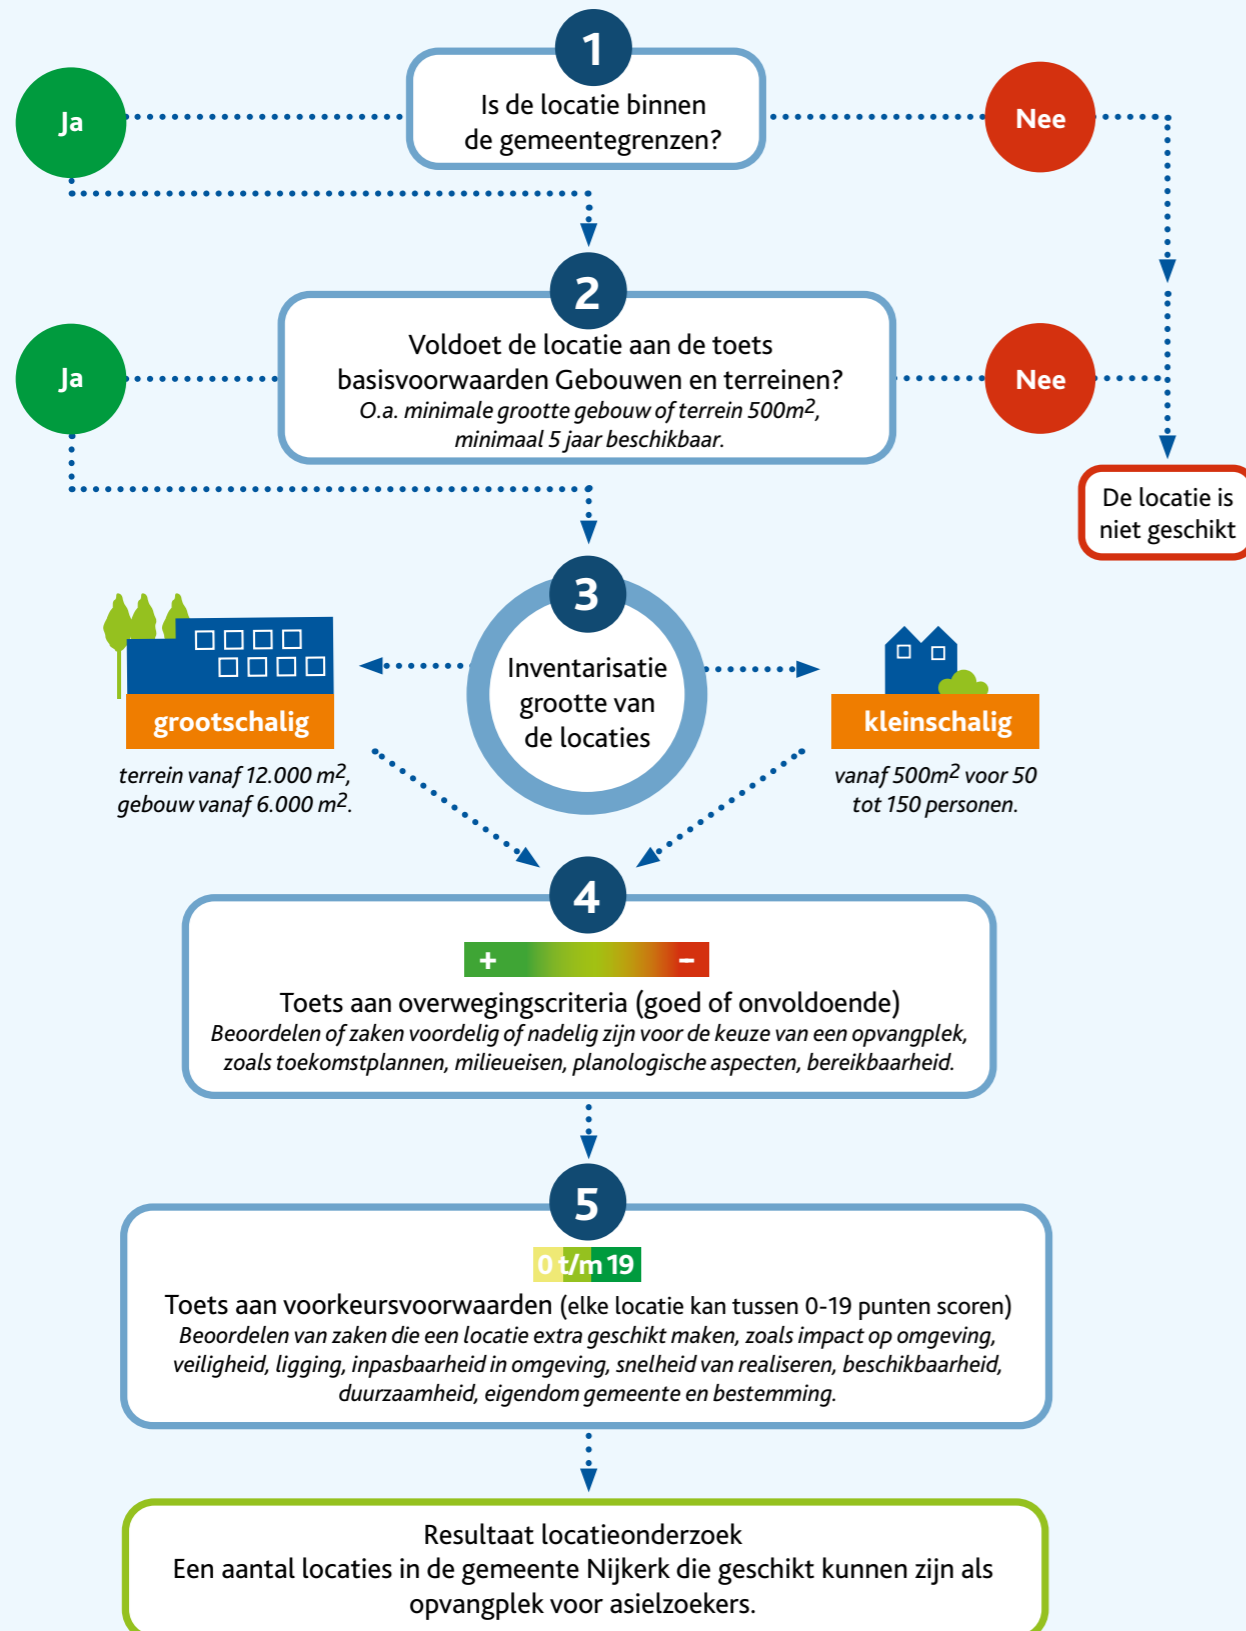 1
Is de locatie binnen
de gemeentegrenzen?
Ja
Nee
2
Voldoet de locatie aan de toets
basisvoorwaarden Gebouwen en terreinen?
O.a. minimale grootte gebouw of terrein 500m²,
minimaal 5 jaar beschikbaar.
Ja
Nee
De locatie is
niet geschikt
3
Inventarisatie
grootte van
de locaties
grootschalig
terrein vanaf 12.000 m²,
gebouw vanaf 6.000 m².
kleinschalig
vanaf 500m² voor 50
tot 150 personen.
4
+ −
Toets aan overwegingscriteria (goed of onvoldoende)
Beoordelen of zaken voordelig of nadelig zijn voor de keuze van een opvangplek,
zoals toekomstplannen, milieueisen, planologische aspecten, bereikbaarheid.
5
0 t/m 19
Toets aan voorkeursvoorwaarden (elke locatie kan tussen 0-19 punten scoren)
Beoordelen van zaken die een locatie extra geschikt maken, zoals impact op omgeving,
veiligheid, ligging, inpasbaarheid in omgeving, snelheid van realiseren, beschikbaarheid,
duurzaamheid, eigendom gemeente en bestemming.
Resultaat locatieonderzoek
Een aantal locaties in de gemeente Nijkerk die geschikt kunnen zijn als
opvangplek voor asielzoekers.